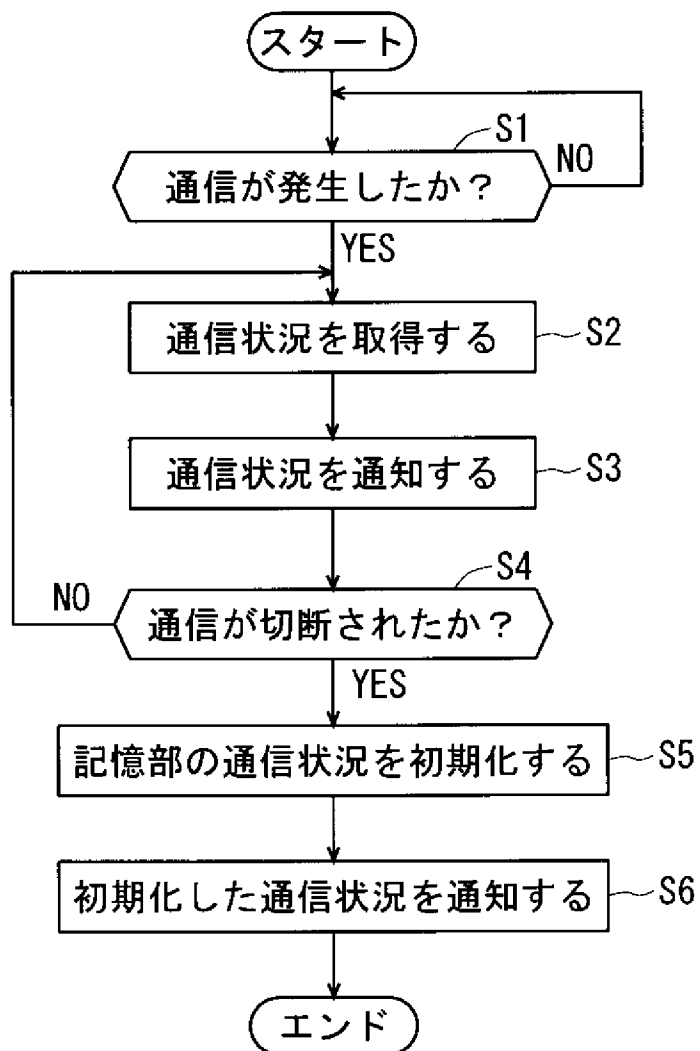 スタート
S1
通信が発生したか？
NO
YES
通信状況を取得する
S2
通信状況を通知する
S3
S4
NO
通信が切断されたか？
YES
記憶部の通信状況を初期化する
S5
初期化した通信状況を通知する
S6
エンド